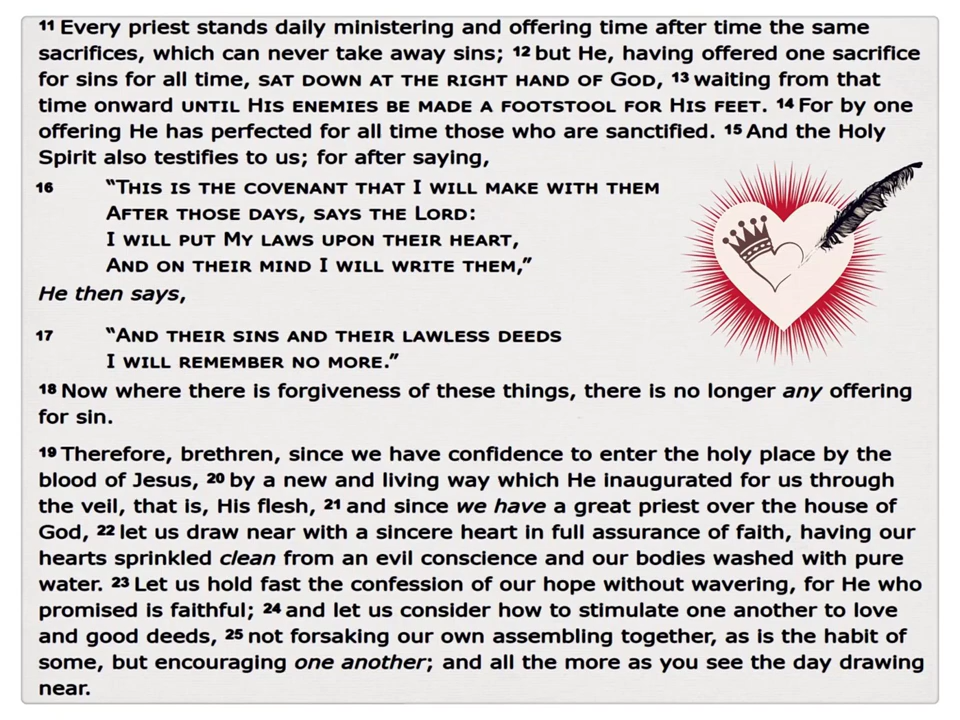 11 Every priest stands daily ministering and offering time after time the same
sacrifices, which can never take away sins; 12 but He, having offered one sacrifice
for sins for all time, SAT DOWN AT THE RIGHT HAND OF GOD, 13 waiting from that
time onward UNTIL HIS ENEMIES BE MADE A FOOTSTOOL FOR HIS FEET. 14 For by one
offering He has perfected for all time those who are sanctified. 15 And the Holy
Spirit also testifies to us; for after saying,
16 “THIS IS THE COVENANT THAT I WILL MAKE WITH THEM
AFTER THOSE DAYS, SAYS THE LORD:
I WILL PUT MY LAWS UPON THEIR HEART,
AND ON THEIR MIND I WILL WRITE THEM,”
He then says,
17 “AND THEIR SINS AND THEIR LAWLESS DEEDS
I WILL REMEMBER NO MORE.”
18 Now where there is forgiveness of these things, there is no longer any offering
for sin.
19 Therefore, brethren, since we have confidence to enter the holy place by the
blood of Jesus, 20 by a new and living way which He inaugurated for us through
the veil, that is, His flesh, 21 and since we have a great priest over the house of
God, 22 let us draw near with a sincere heart in full assurance of faith, having our
hearts sprinkled clean from an evil conscience and our bodies washed with pure
water. 23 Let us hold fast the confession of our hope without wavering, for He who
promised is faithful; 24 and let us consider how to stimulate one another to love
and good deeds, 25 not forsaking our own assembling together, as is the habit of
some, but encouraging one another; and all the more as you see the day drawing
near.